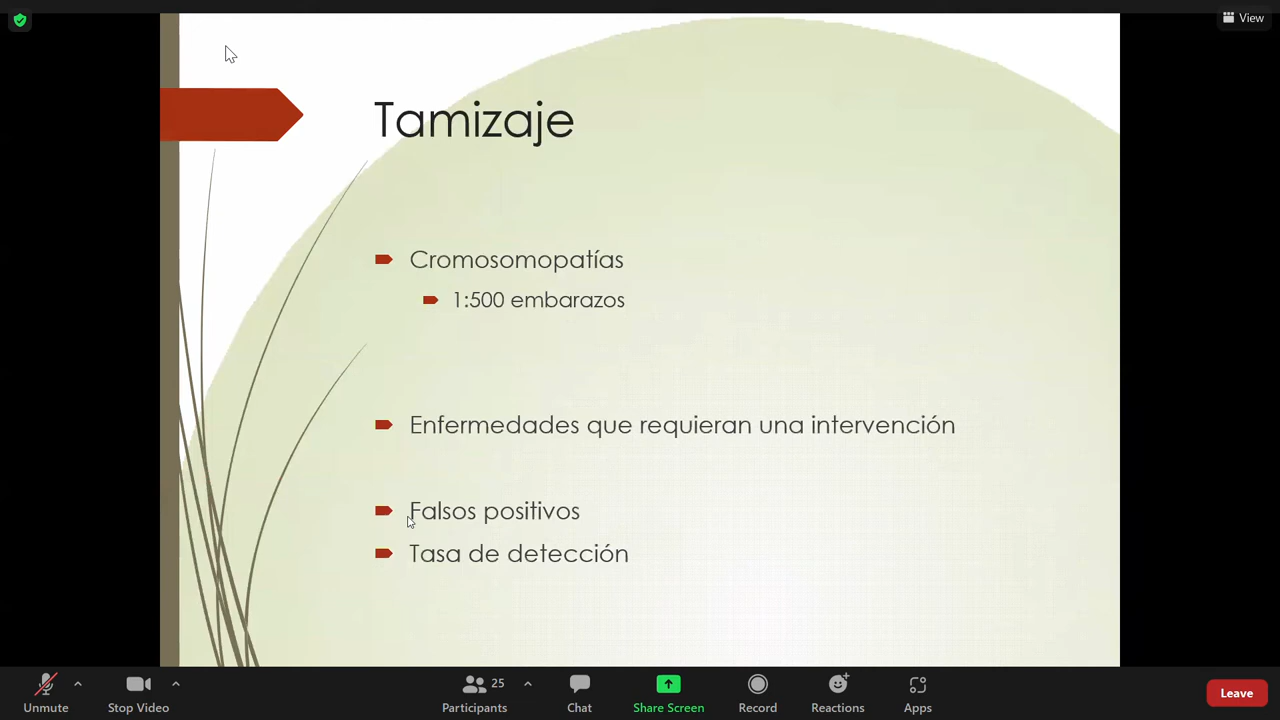 View
Tamizaje
Cromosomopatías
1:500 embarazos
Enfermedades que requieran una intervención
Falsos positivos
Tasa de detección
Unmute
Stop Video
25
Participants
Chat
Share Screen
Record
Reactions
Apps
Leave